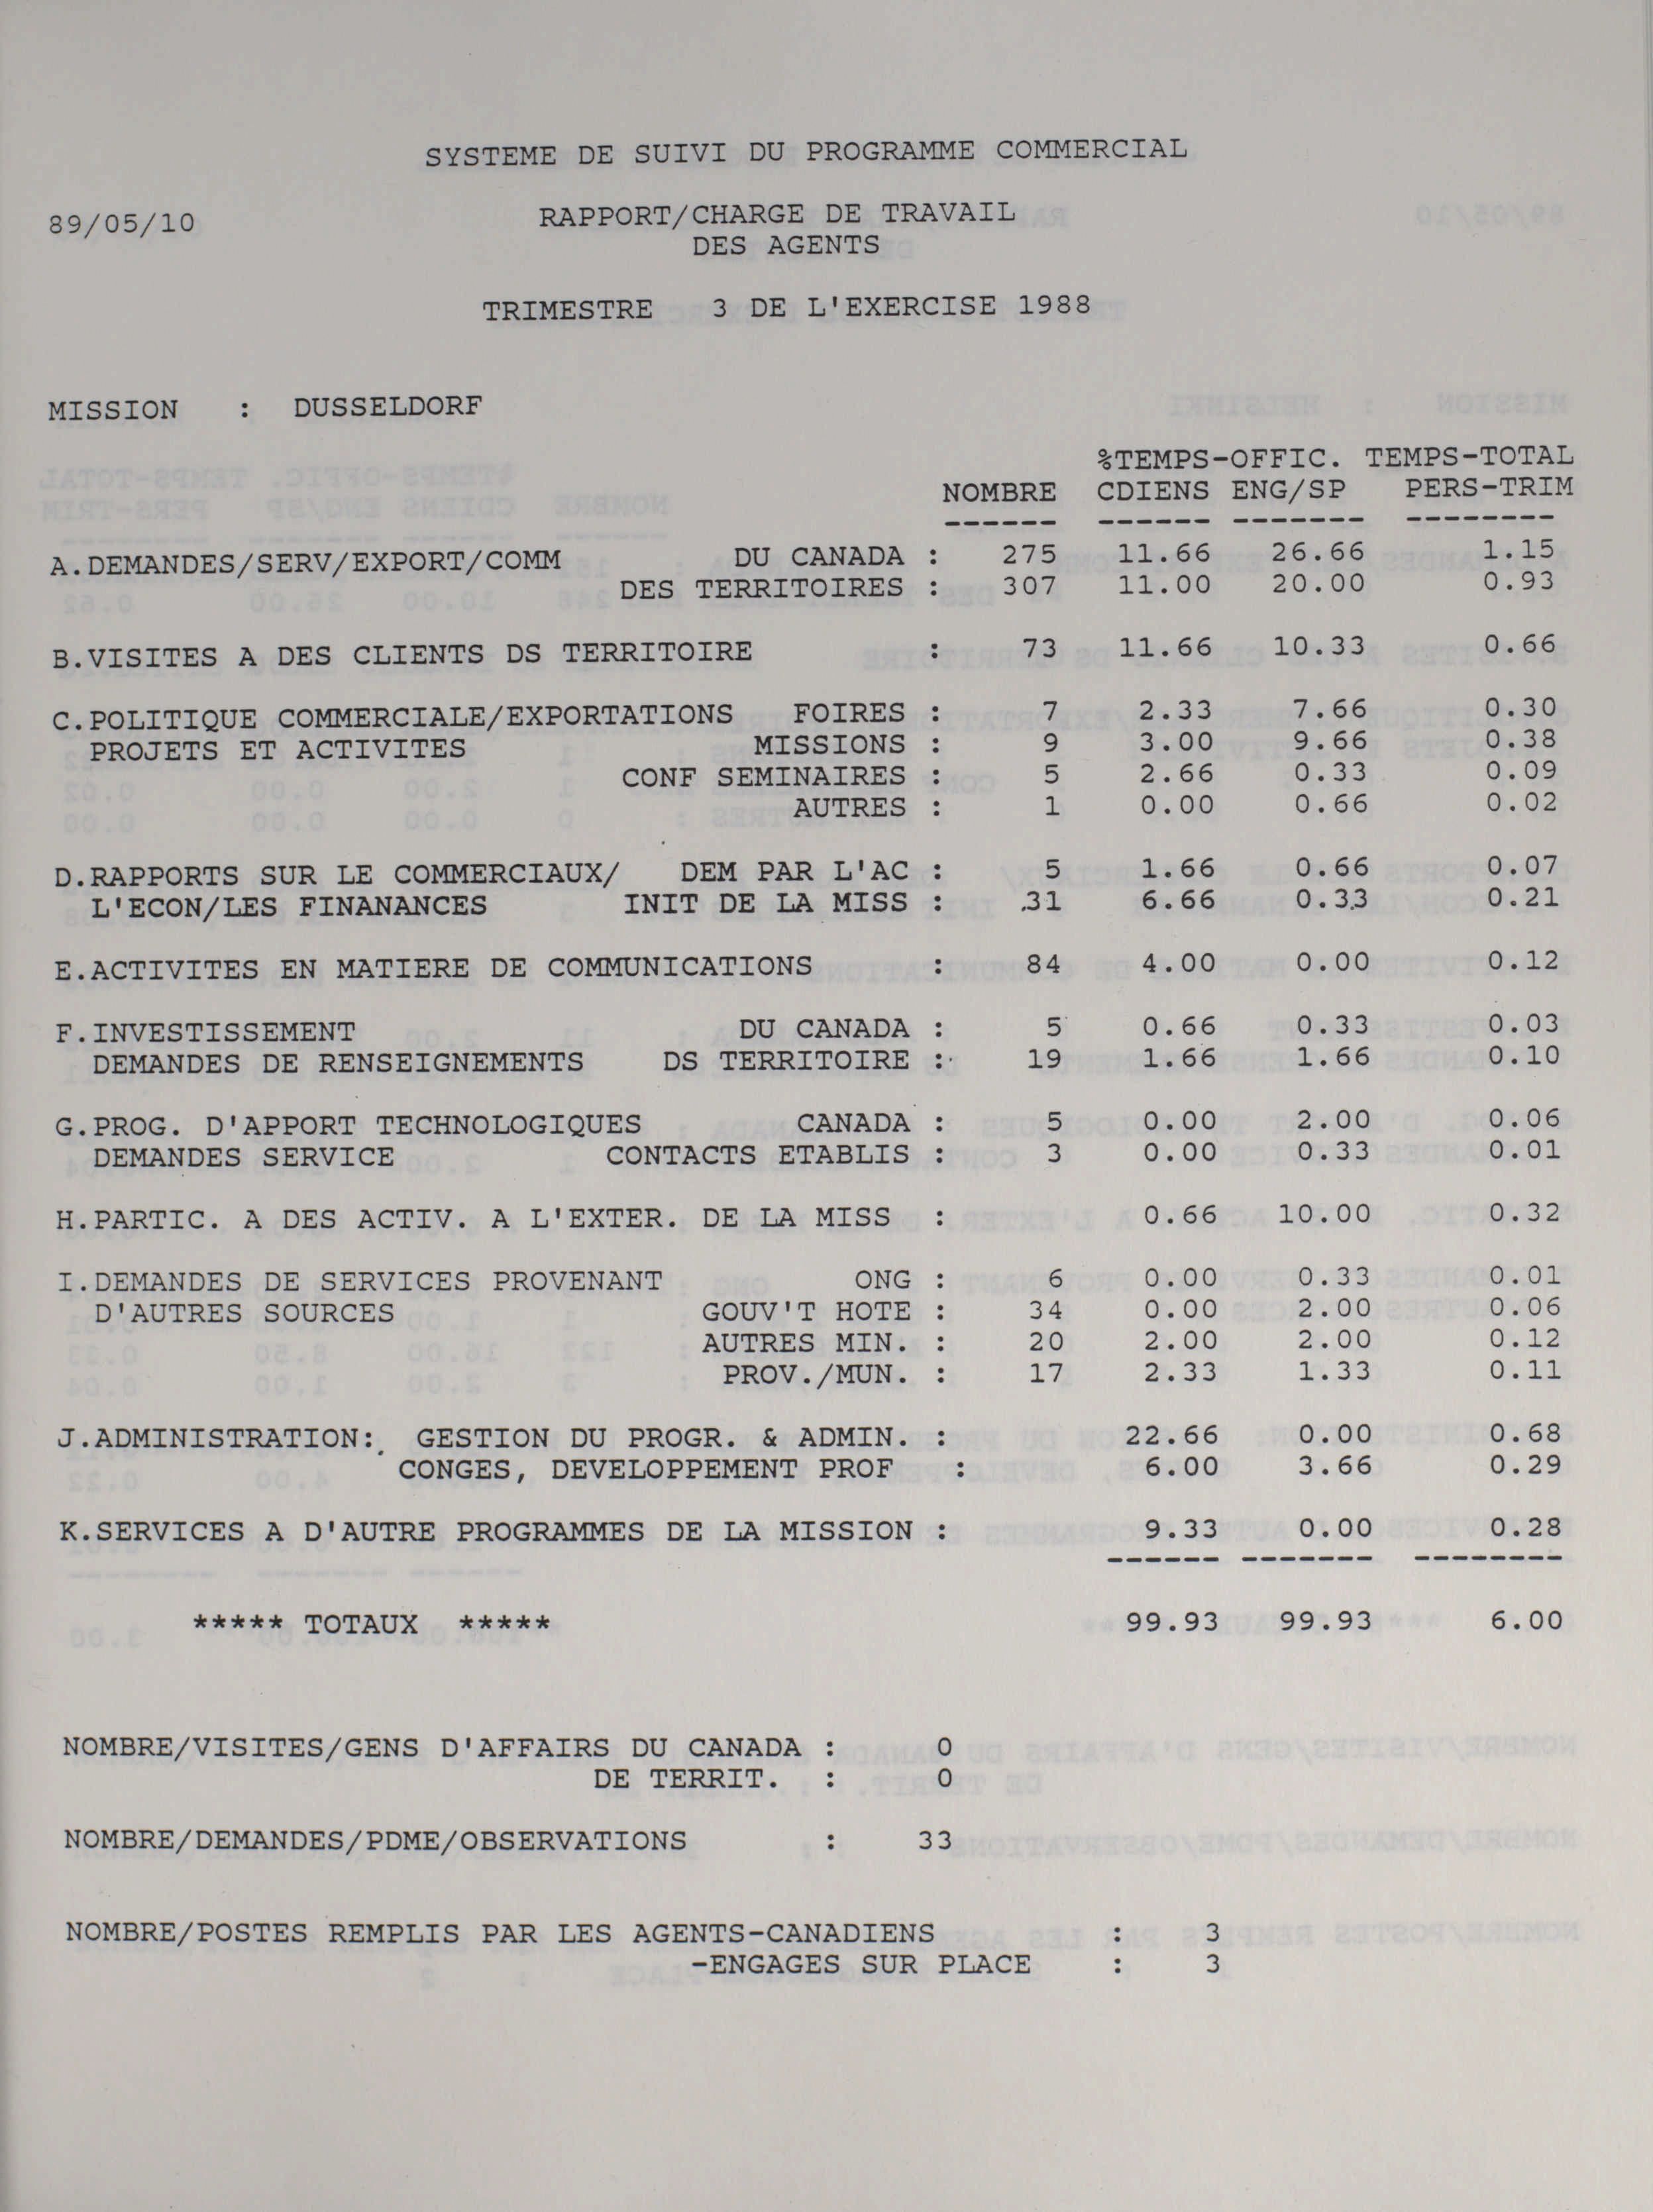 SYSTEME DE SUIVI DU PROGRAMME COMMERCIAL
89/05/10 RAPPORT/CHARGE DE TRAVAIL
DES AGENTS
TRIMESTRE 3 DE L'EXERCISE 1988
MISSION : DUSSELDORF
%TEMPS-OFFIC. TEMPS-TOTAL
NOMBRE CDIENS ENG/SP PERS-TRIM
------ ------ ------- --------
A.DEMANDES/SERV/EXPORT/COMM DU CANADA : 275 11.66 26.66 1.15
DES TERRITOIRES : 307 11.00 20.00 0.93
B.VISITES A DES CLIENTS DS TERRITOIRE : 73 11.66 10.33 0.66
C.POLITIQUE COMMERCIALE/EXPORTATIONS FOIRES : 7 2.33 7.66 0.30
PROJETS ET ACTIVITES MISSIONS : 9 3.00 9.66 0.38
CONF SEMINAIRES : 5 2.66 0.33 0.09
AUTRES : 1 0.00 0.66 0.02
D.RAPPORTS SUR LE COMMERCIAUX/ DEM PAR L'AC : 5 1.66 0.66 0.07
L'ECON/LES FINANANCES INIT DE LA MISS : 31 6.66 0.33 0.21
E.ACTIVITES EN MATIERE DE COMMUNICATIONS : 84 4.00 0.00 0.12
F.INVESTISSEMENT DU CANADA : 5 0.66 0.33 0.03
DEMANDES DE RENSEIGNEMENTS DS TERRITOIRE : 19 1.66 1.66 0.10
G.PROG. D'APPORT TECHNOLOGIQUES CANADA : 5 0.00 2.00 0.06
DEMANDES SERVICE CONTACTS ETABLIS : 3 0.00 0.33 0.01
H.PARTIC. A DES ACTIV. A L'EXTER. DE LA MISS : 0.66 10.00 0.32
I.DEMANDES DE SERVICES PROVENANT ONG : 6 0.00 0.33 0.01
D'AUTRES SOURCES GOUV'T HOTE : 34 0.00 2.00 0.06
AUTRES MIN. : 20 2.00 2.00 0.12
PROV./MUN. : 17 2.33 1.33 0.11
J.ADMINISTRATION: GESTION DU PROGR. & ADMIN. : 22.66 0.00 0.68
CONGES, DEVELOPPEMENT PROF : 6.00 3.66 0.29
K.SERVICES A D'AUTRE PROGRAMMES DE LA MISSION : 9.33 0.00 0.28
------ ------- --------
***** TOTAUX ***** 99.93 99.93 6.00
NOMBRE/VISITES/GENS D'AFFAIRS DU CANADA : 0
DE TERRIT. : 0
NOMBRE/DEMANDES/PDME/OBSERVATIONS : 33
NOMBRE/POSTES REMPLIS PAR LES AGENTS-CANADIENS : 3
-ENGAGES SUR PLACE : 3